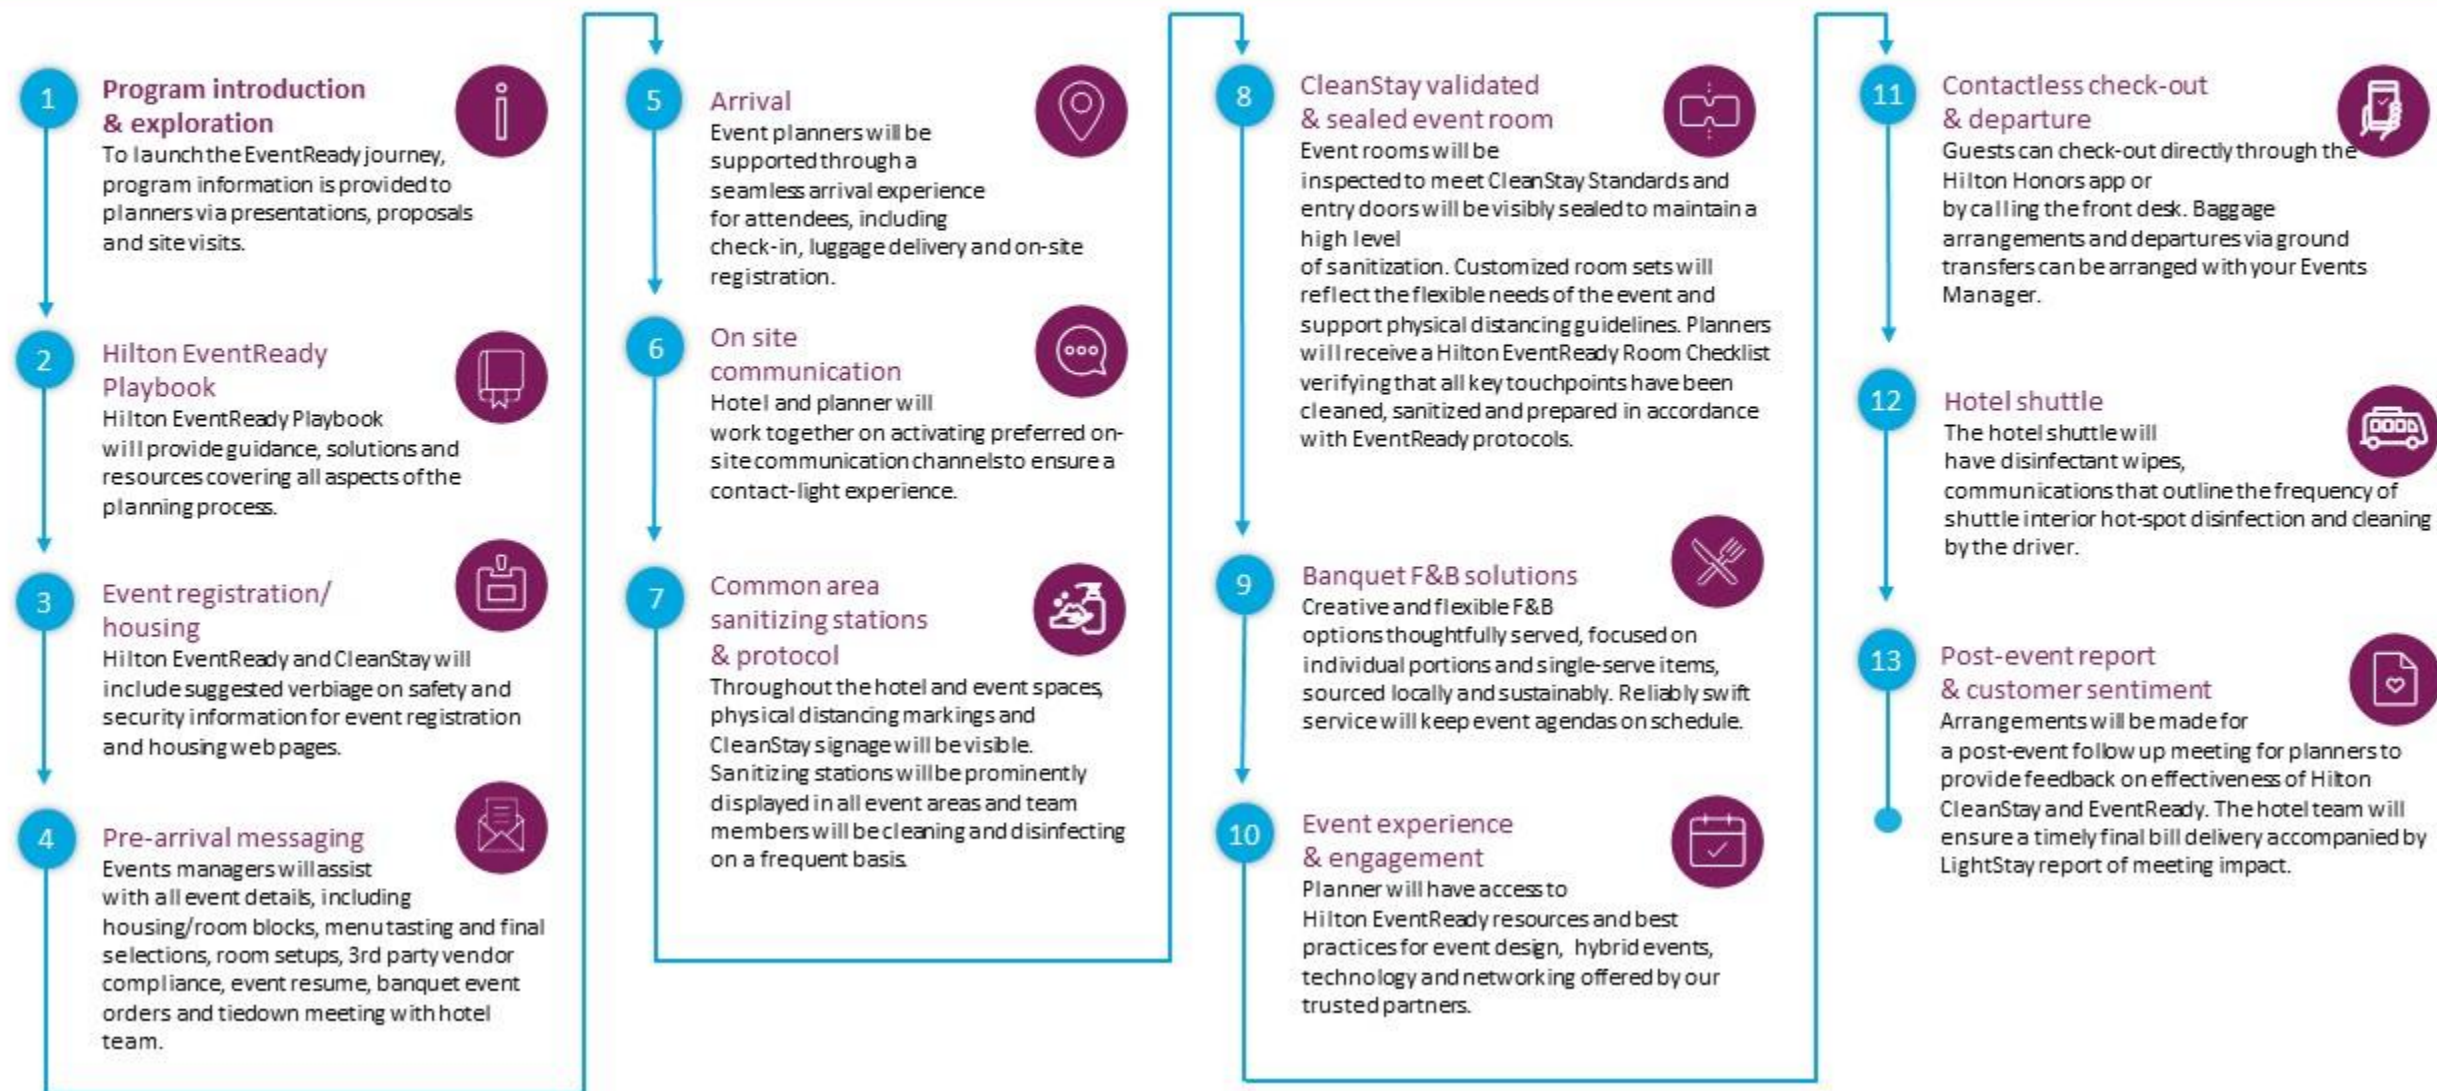 1
Program introduction
& exploration
To launch the EventReady journey,
program information is provided to
planners via presentations, proposals
and site visits.
2
Hilton EventReady
Playbook
Hilton EventReady Playbook
will provide guidance, solutions and
resources covering all aspects of the
planning process.
3
Event registration/
housing
Hilton EventReady and CleanStay will
include suggested verbiage on safety and
security information for event registration
and housing web pages.
4
Pre-arrival messaging
Events managers will assist
with all event details, including
housing/room blocks, menu tasting and final
selections, room setups, 3rd party vendor
compliance, event resume, banquet event
orders and tiedown meeting with hotel
team.
5
Arrival
Event planners will be
supported through a
seamless arrival experience
for attendees, including
check-in, luggage delivery and on-site
registration.
6
On site
communication
Hotel and planner will
work together on activating preferred on-
site communication channels to ensure a
contact-light experience.
7
Common area
sanitizing stations
& protocol
Throughout the hotel and event spaces,
physical distancing markings and
CleanStay signage will be visible.
Sanitizing stations will be prominently
displayed in all event areas and team
members will be cleaning and disinfecting
on a frequent basis.
8
CleanStay validated
& sealed event room
Event rooms will be
inspected to meet CleanStay Standards and
entry doors will be visibly sealed to maintain a
high level
of sanitization. Customized room sets will
reflect the flexible needs of the event and
support physical distancing guidelines. Planners
will receive a Hilton EventReady Room Checklist
verifying that all key touchpoints have been
cleaned, sanitized and prepared in accordance
with EventReady protocols.
9
Banquet F&B solutions
Creative and flexible F&B
options thoughtfully served, focused on
individual portions and single-serve items,
sourced locally and sustainably. Reliably swift
service will keep event agendas on schedule.
10
Event experience
& engagement
Planner will have access to
Hilton EventReady resources and best
practices for event design, hybrid events,
technology and networking offered by our
trusted partners.
11
Contactless check-out
& departure
Guests can check-out directly through the
Hilton Honors app or
by calling the front desk. Baggage
arrangements and departures via ground
transfers can be arranged with your Events
Manager.
12
Hotel shuttle
The hotel shuttle will
have disinfectant wipes,
communications that outline the frequency of
shuttle interior hot-spot disinfection and cleaning
by the driver.
13
Post-event report
& customer sentiment
Arrangements will be made for
a post-event follow up meeting for planners to
provide feedback on effectiveness of Hilton
CleanStay and EventReady. The hotel team will
ensure a timely final bill delivery accompanied by
LightStay report of meeting impact.